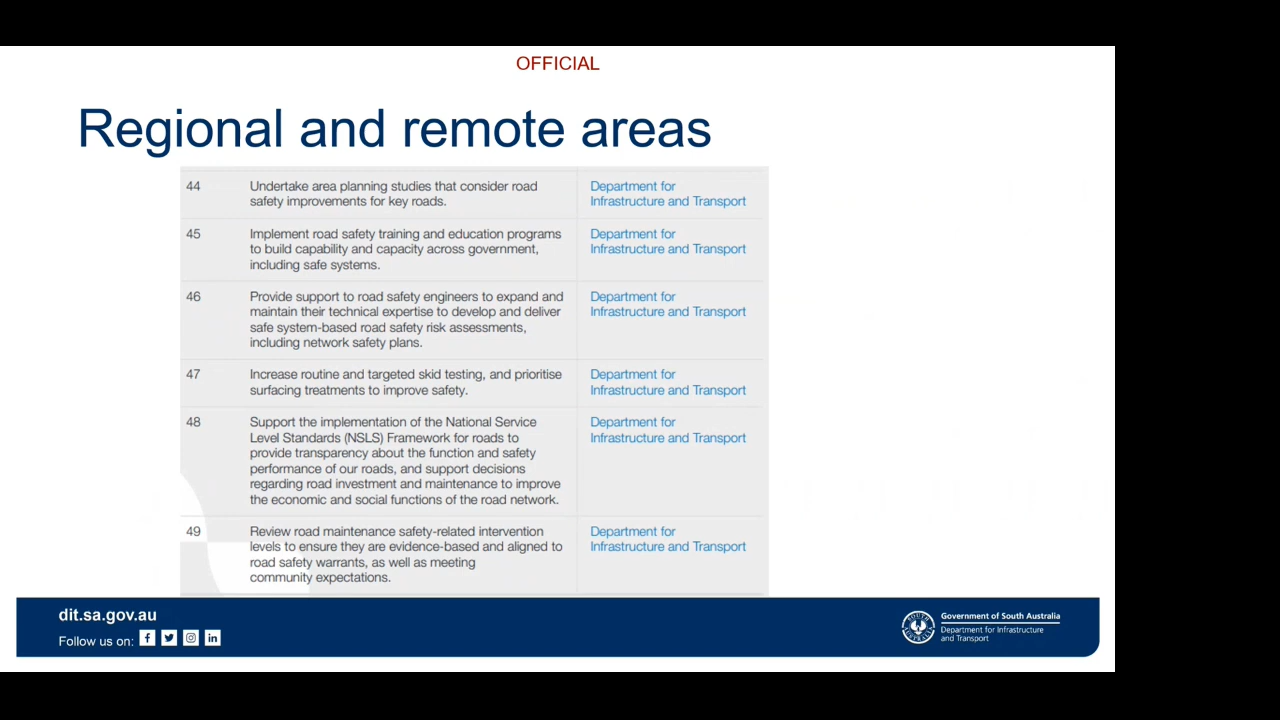 OFFICIAL
Regional and remote areas
44
Undertake area planning studies that consider road
safety improvements for key roads.
Department for
Infrastructure and Transport
45
Implement road safety training and education programs
to build capability and capacity across government,
including safe systems.
Department for
Infrastructure and Transport
46
Provide support to road safety engineers to expand and
maintain their technical expertise to develop and deliver
safe system-based road safety risk assessments,
including network safety plans.
Department for
Infrastructure and Transport
47
Increase routine and targeted skid testing, and prioritise
surfacing treatments to improve safety.
Department for
Infrastructure and Transport
48
Support the implementation of the National Service
Level Standards (NSLS) Framework for roads to
provide transparency about the function and safety
performance of our roads, and support decisions
regarding road investment and maintenance to improve
the economic and social functions of the road network.
Department for
Infrastructure and Transport
49
Review road maintenance safety-related intervention
levels to ensure they are evidence-based and aligned to
road safety warrants, as well as meeting
community expectations.
Department for
Infrastructure and Transport
dit.sa.gov.au
Follow us on:
Government of South Australia
Department for Infrastructure
and Transport